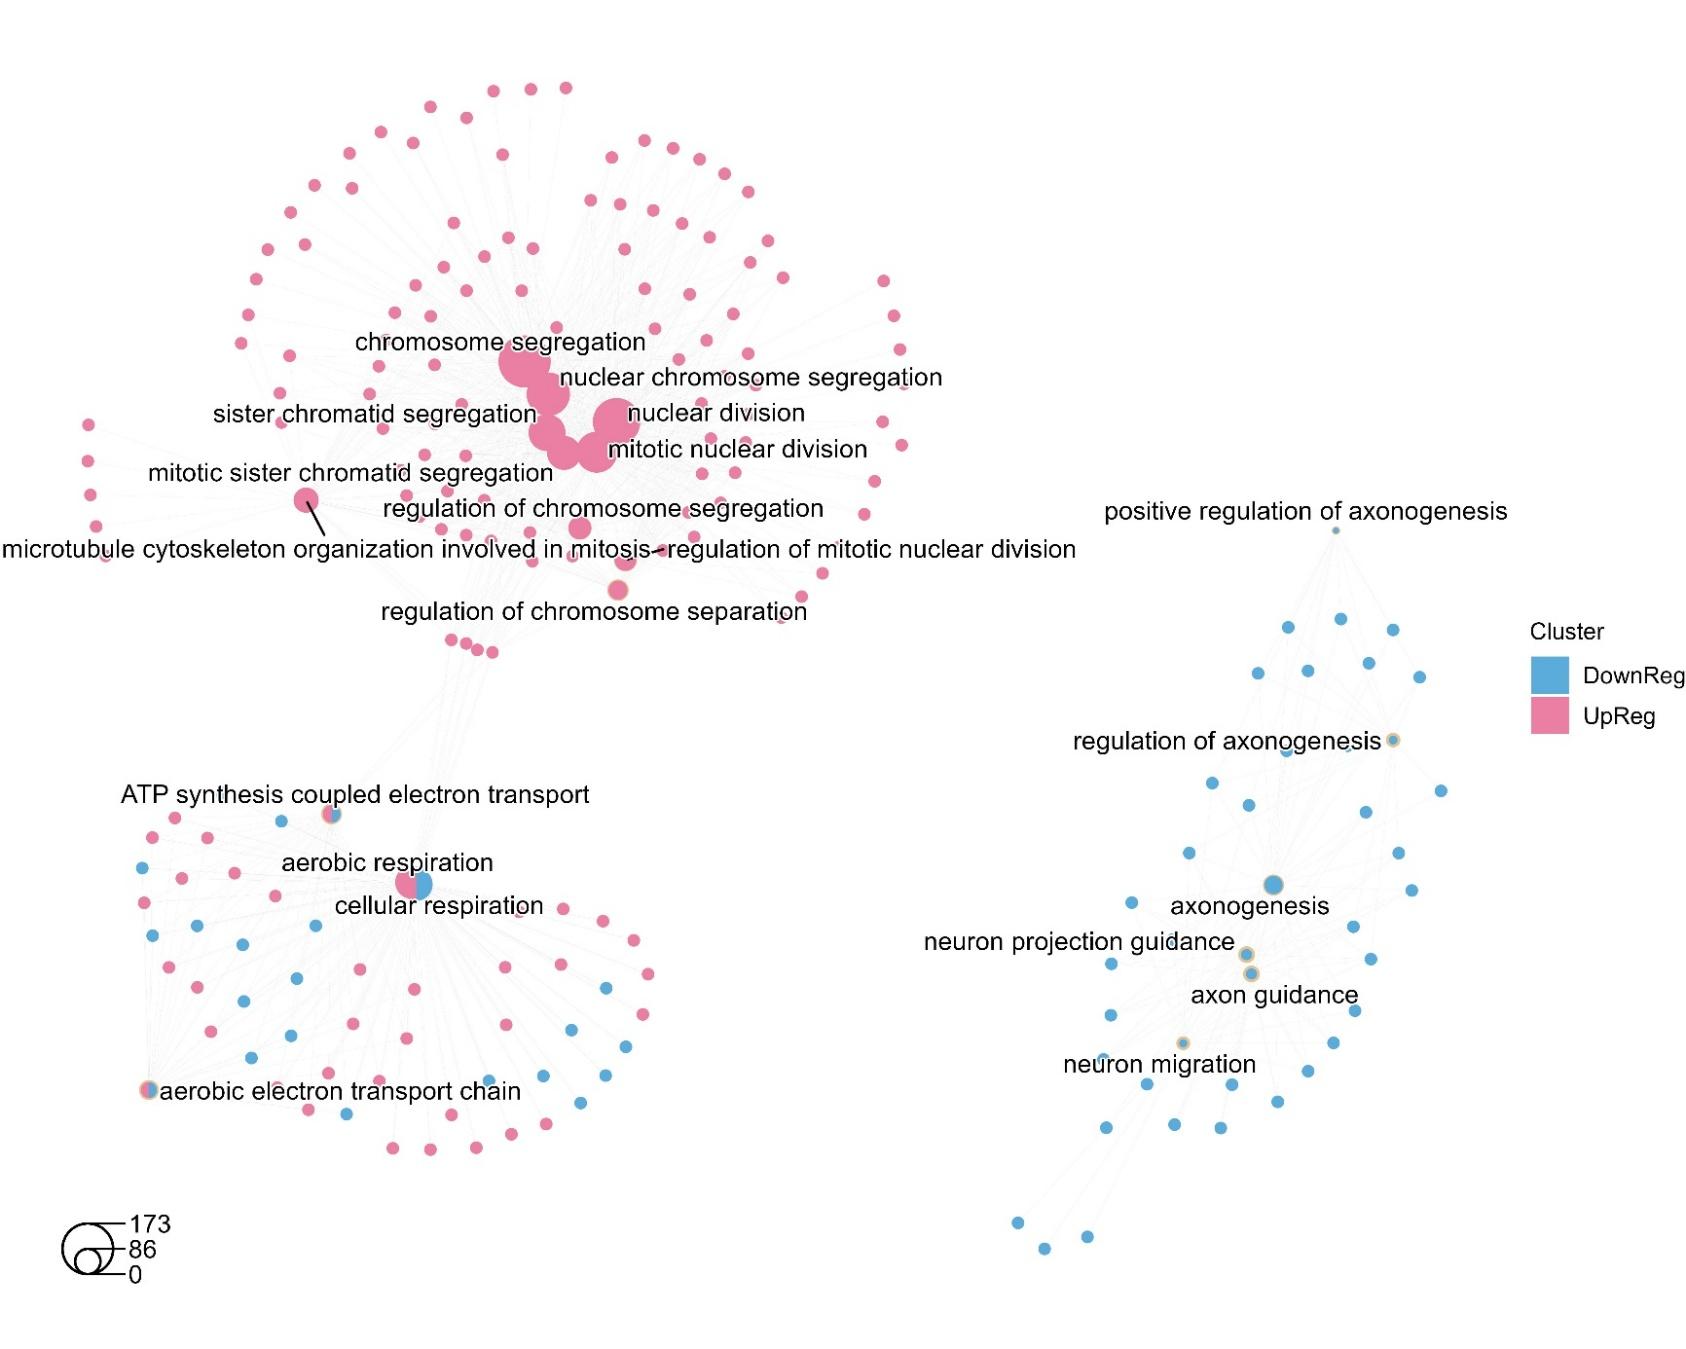 chromosome segregation
nuclear chromosome segregation
sister chromatid segregation
nuclear division
mitotic nuclear division
mitotic sister chromatid segregation
regulation of chromosome segregation
positive regulation of axonogenesis
microtubule cytoskeleton organization involved in mitosis
regulation of mitotic nuclear division
regulation of chromosome separation
Cluster
DownReg
UpReg
regulation of axonogenesis
ATP synthesis coupled electron transport
aerobic respiration
cellular respiration
axonogenesis
neuron projection guidance
axon guidance
neuron migration
aerobic electron transport chain
173
86
0